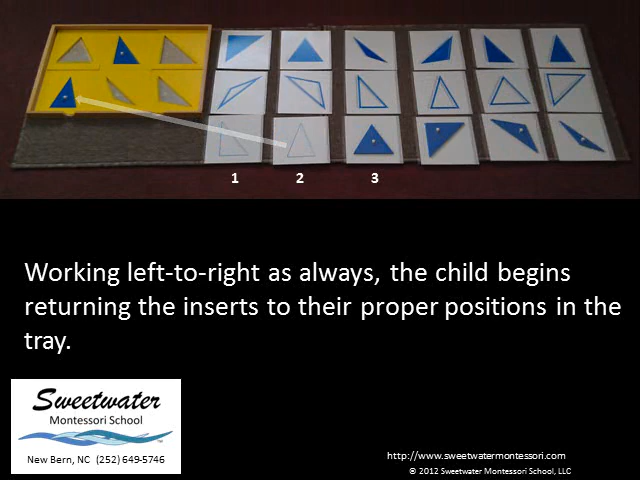 1 2 3
Working left-to-right as always, the child begins
returning the inserts to their proper positions in the
tray.
Sweetwater
Montessori School
New Bern, NC (252) 649-5746
http://www.sweetwatermontessori.com
© 2012 Sweetwater Montessori School, LLC